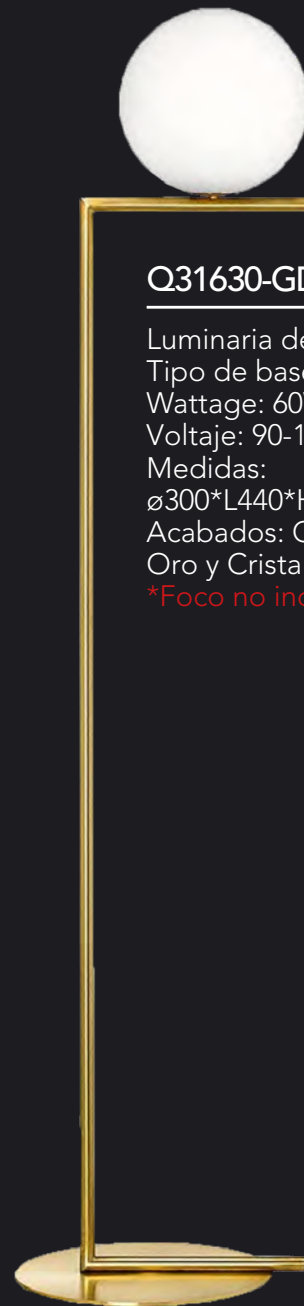 Q31630-GD
Luminaria de
Tipo de base
Wattage: 60
Voltaje: 90-1
Medidas:
ø300*L440*H
Acabados:
Oro y Crista
*Foco no inc